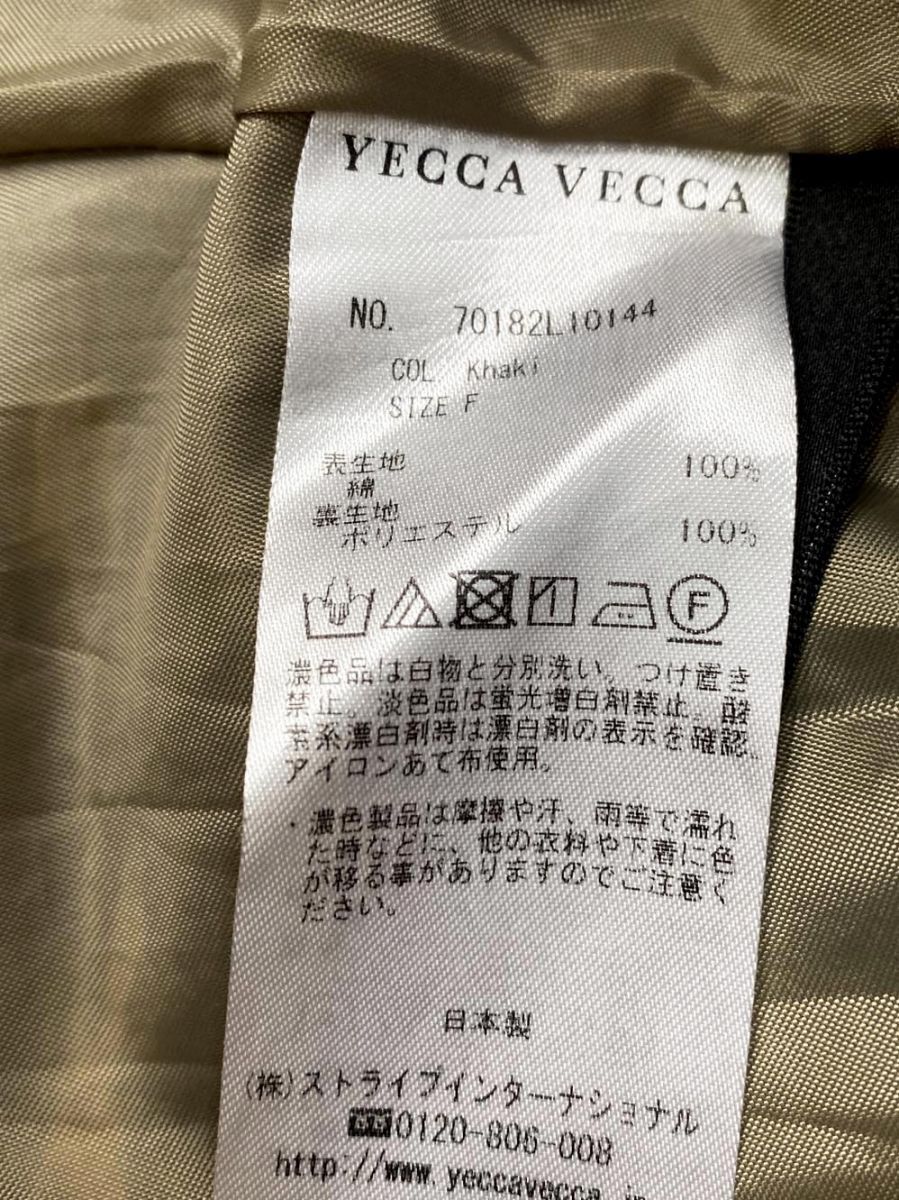 YECCA VECCA
NO. 70182L10144
COL. Khaki
SIZE F
表生地 100%
綿
裏生地
ポリエステル 100%
F
濃色品は白物と分別洗い。つけ置き
禁止。淡色品は蛍光増白剤禁止。酸
素系漂白剤時は漂白剤の表示を確認。
アイロンあて布使用。
・濃色製品は摩擦や汗、雨等で濡れ
た時などに、他の衣料や下着に色
が移る事がありますのでご注意く
ださい。
日本製
(株)ストライプインターナショナル
0120-806-008
http://www.yeccavecca.jp